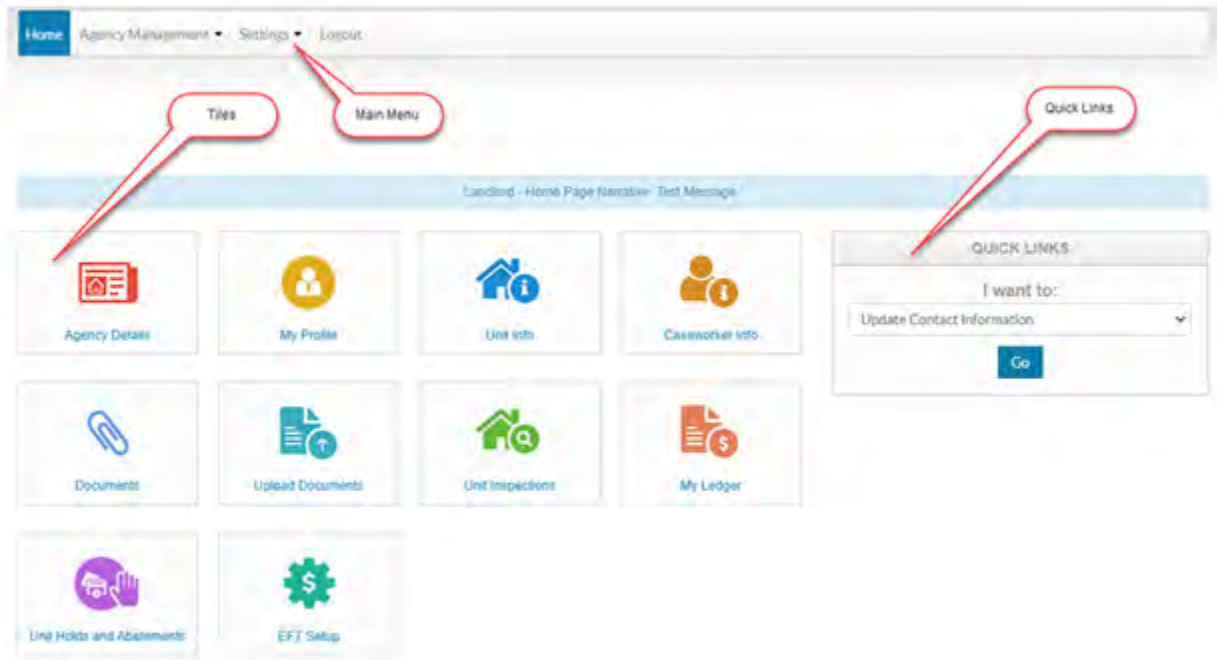 Home Agency Management Settings Logout
Tiles Main Menu Quick Links
Landlord - Home Page Narrative- Test Message
QUICK LINKS
I want to:
Update Contact Information
Go
Agency Details My Profile Unit Info Caseworker Info
Documents Upload Documents Unit Inspections My Ledger
Unit Holds and Abatements EFT Setup